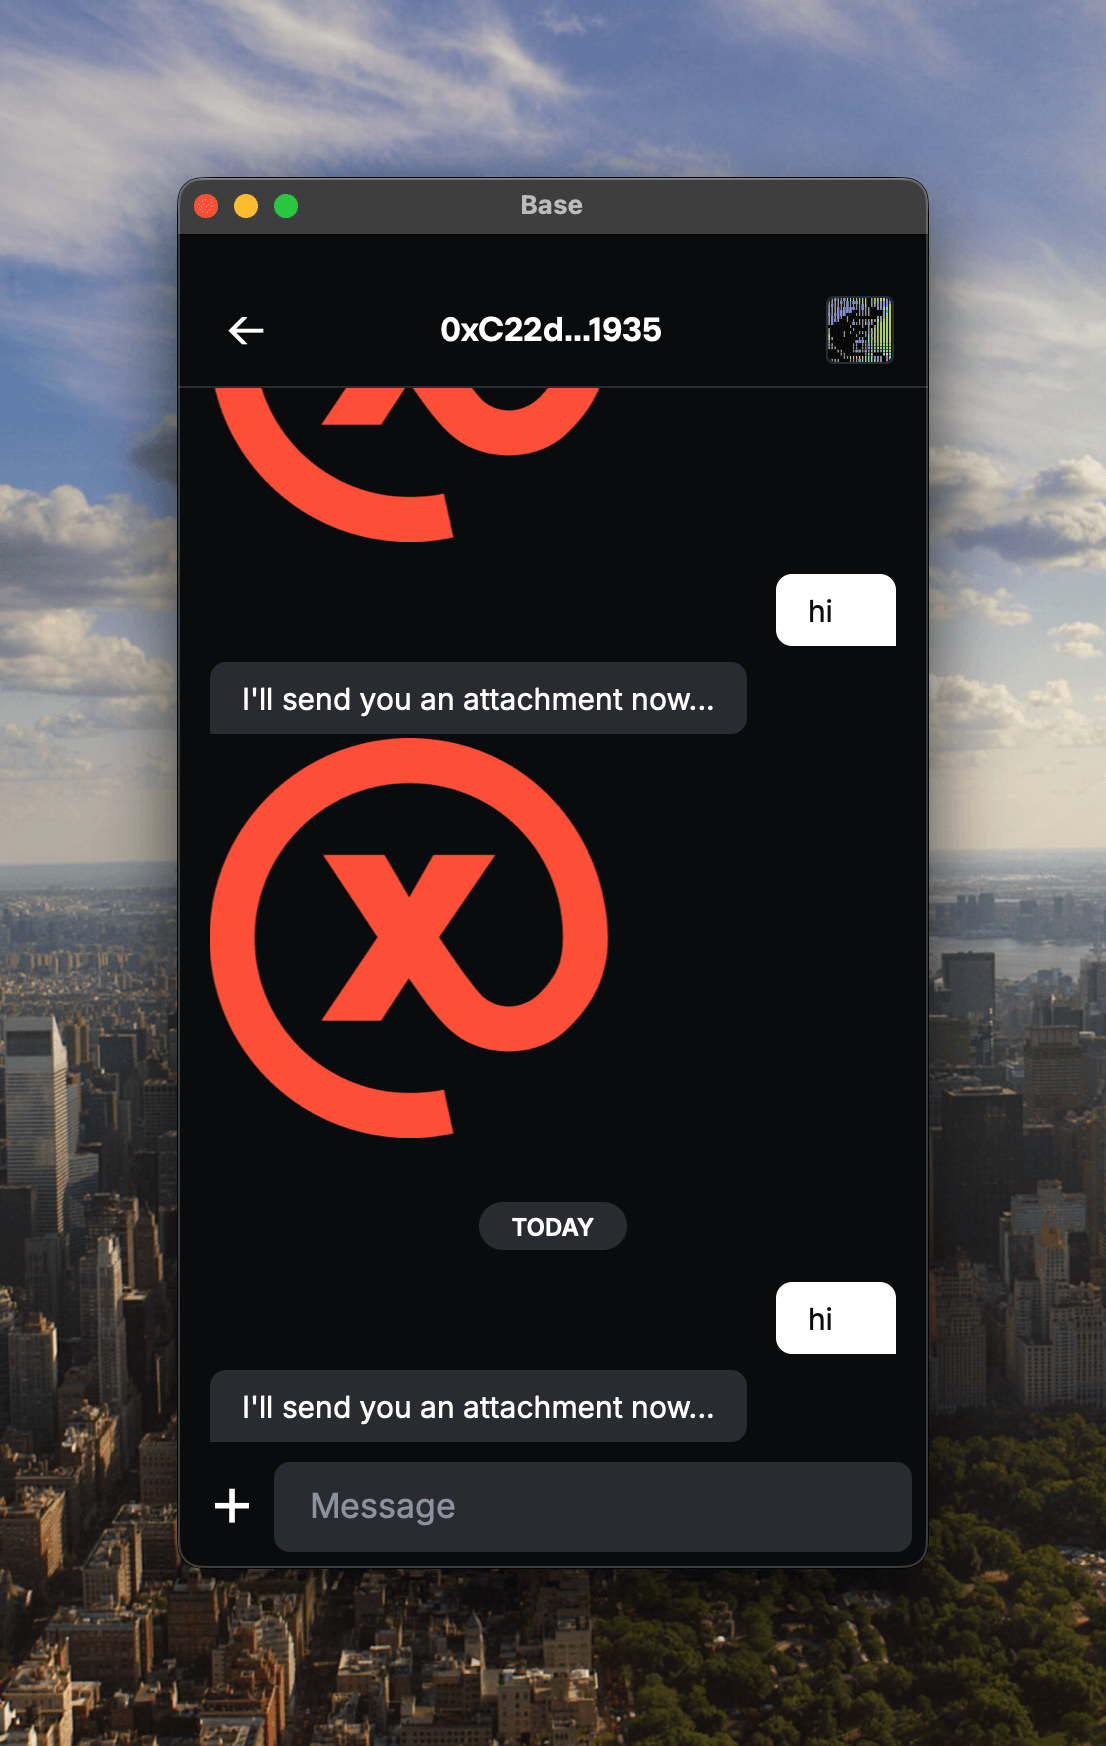 Base
0xC22d...1935
hi
I'll send you an attachment now...
TODAY
hi
I'll send you an attachment now...
Message